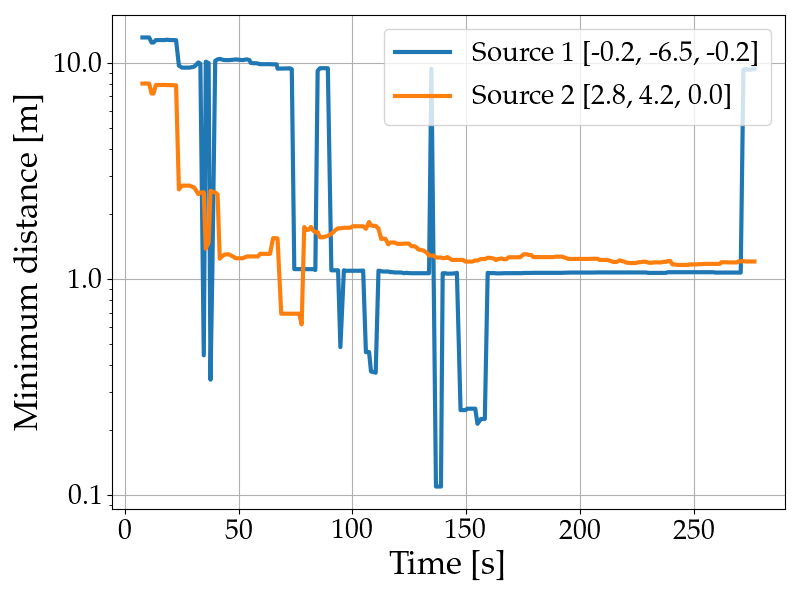 Source 1 [-0.2, -6.5, -0.2]
Source 2 [2.8, 4.2, 0.0]
Minimum distance [m]
10.0
1.0
0.1
0 50 100 150 200 250
Time [s]